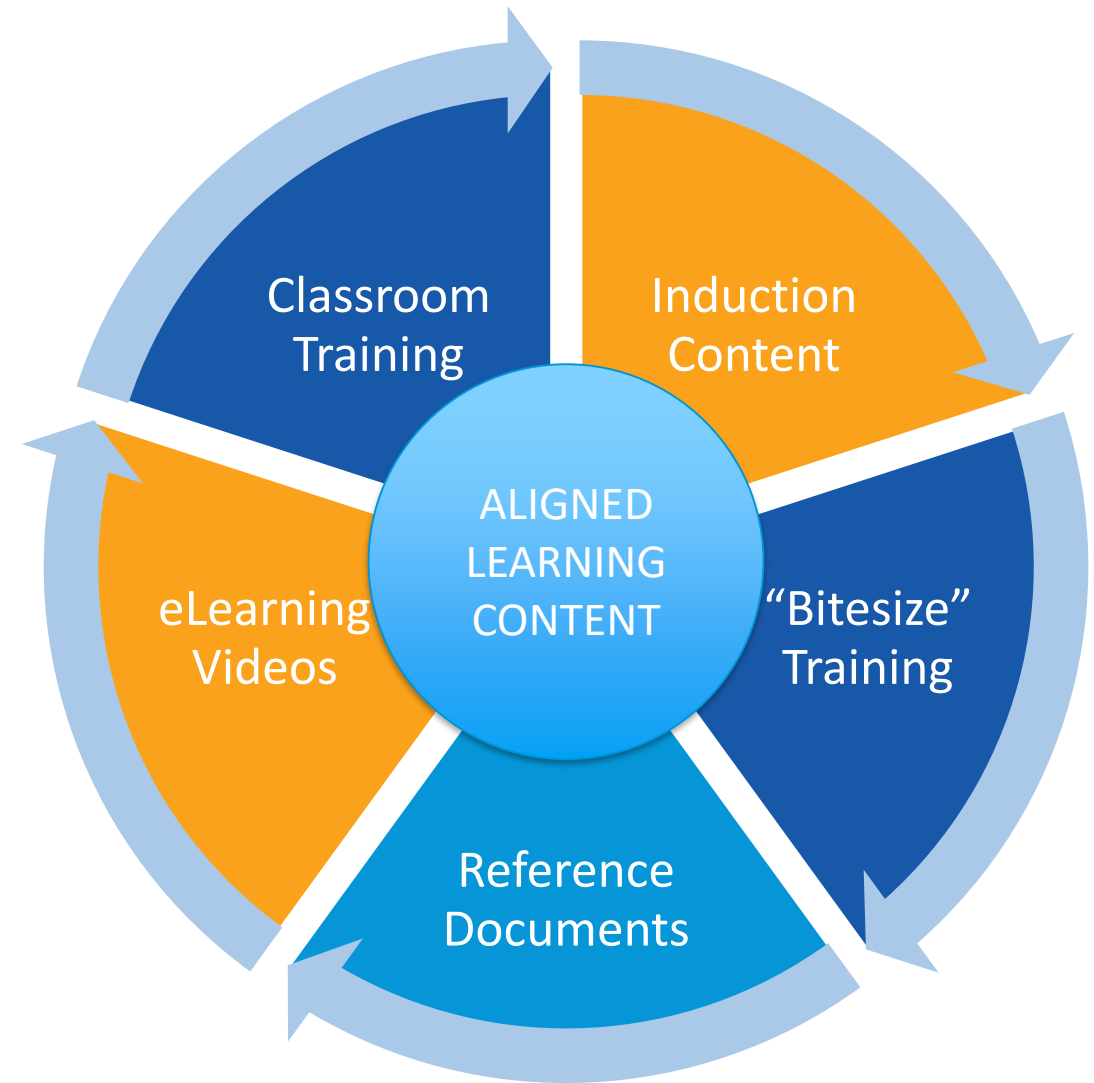 Classroom
Training
Induction
Content
ALIGNED
LEARNING
CONTENT
eLearning
Videos
“Bitesize”
Training
Reference
Documents